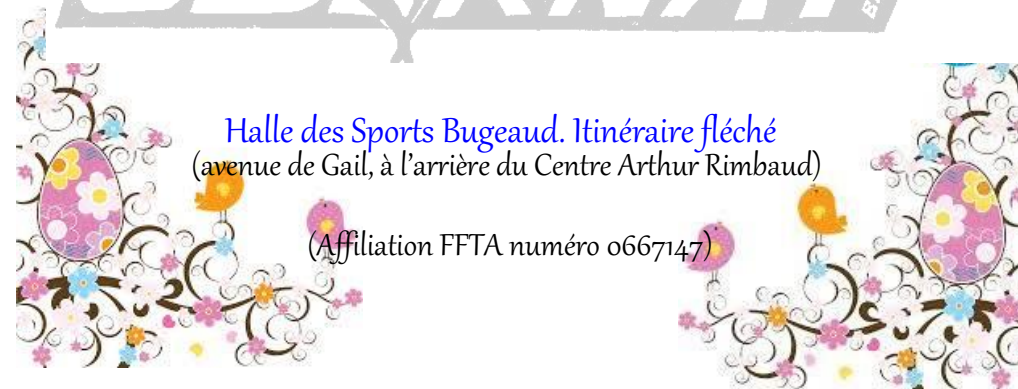 Halle des Sports Bugeaud. Itinéraire fléché
(avenue de Gail, à l'arrière du Centre Arthur Rimbaud)
(Affiliation FFTA numéro 0667147)